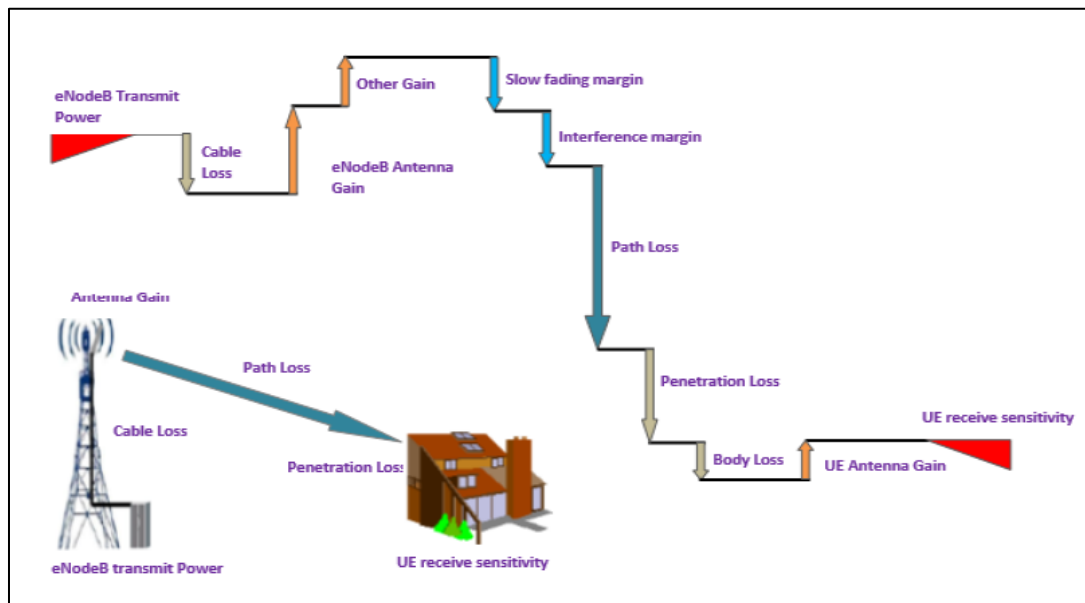 eNodeB Transmit
Power
Cable
Loss
eNodeB Antenna
Gain
Other Gain
Slow fading margin
Interference margin
Path Loss
Penetration Loss
Body Loss
UE Antenna Gain
UE receive sensitivity
Antenna Gain
Path Loss
Cable Loss
Penetration Loss
eNodeB transmit Power
UE receive sensitivity